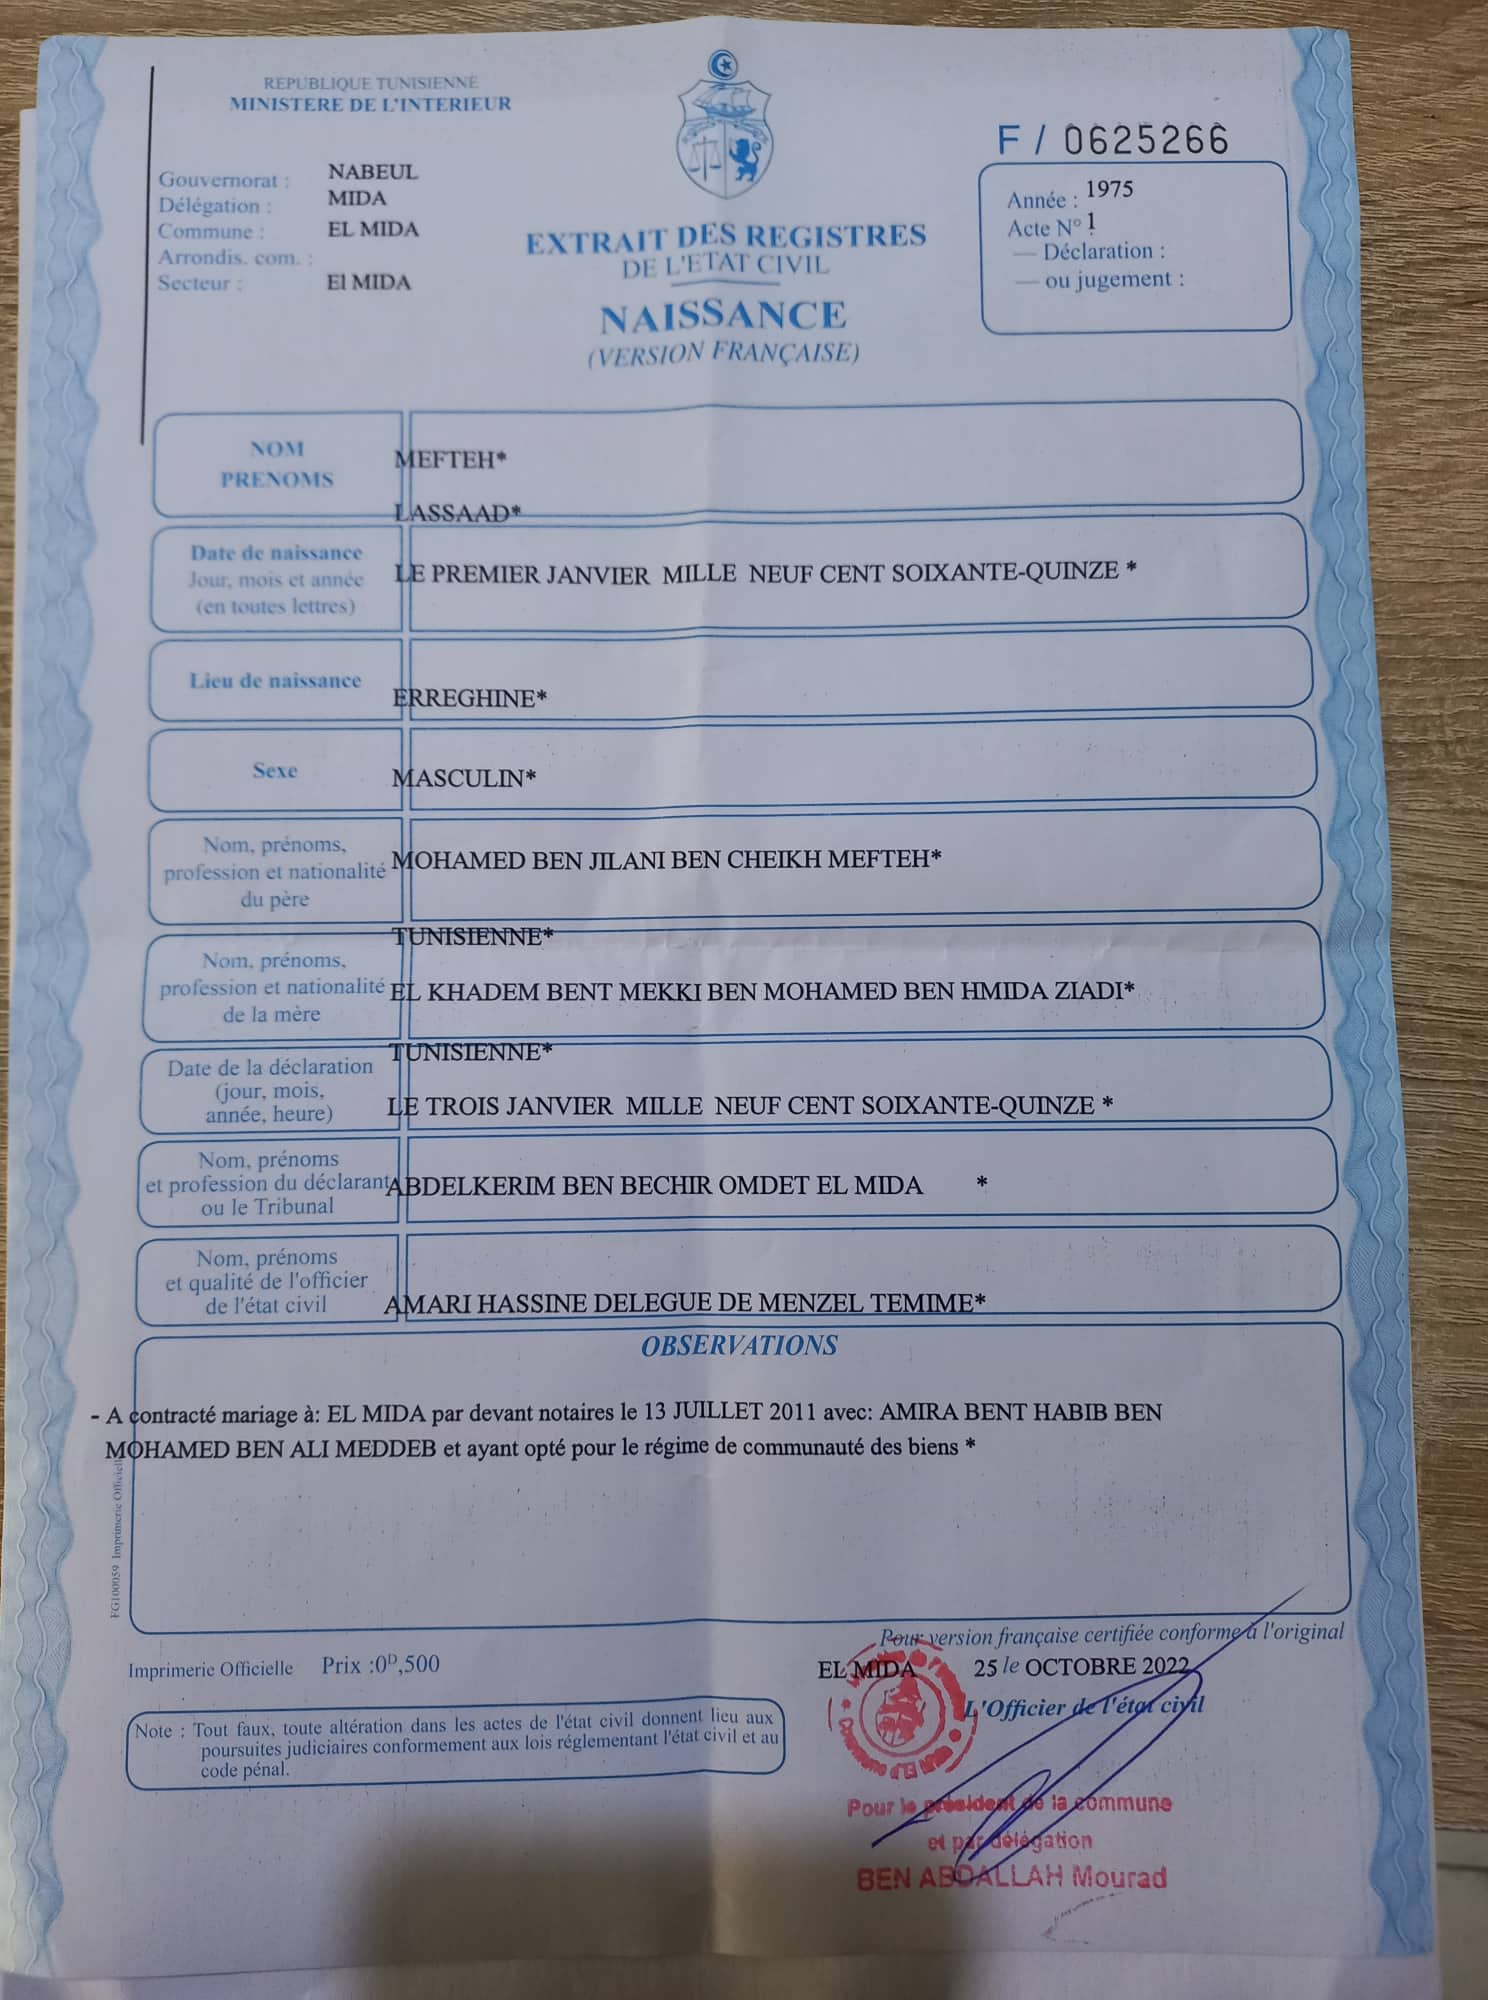 REPUBLIQUE TUNISIENNE
MINISTERE DE L'INTERIEUR
Gouvernorat : NABEUL
Délégation : MIDA
Commune : EL MIDA
Arrondis. com. :
Secteur : El MIDA
EXTRAIT DES REGISTRES
DE L'ETAT CIVIL
NAISSANCE
(VERSION FRANÇAISE)
F / 0625266
Année : 1975
Acte N° 1
— Déclaration :
— ou jugement :
NOM
PRENOMS
MEFTEH*
LASSAAD*
Date de naissance
Jour, mois et année
(en toutes lettres)
LE PREMIER JANVIER MILLE NEUF CENT SOIXANTE-QUINZE *
Lieu de naissance
ERREGHINE*
Sexe
MASCULIN*
Nom, prénoms,
profession et nationalité
du père
MOHAMED BEN JILANI BEN CHEIKH MEFTEH*
TUNISIENNE*
Nom, prénoms,
profession et nationalité
de la mère
EL KHADEM BENT MEKKI BEN MOHAMED BEN HMIDA ZIADI*
TUNISIENNE*
Date de la déclaration
(jour, mois,
année, heure)
LE TROIS JANVIER MILLE NEUF CENT SOIXANTE-QUINZE *
Nom, prénoms
et profession du déclarant
ou le Tribunal
ABDELKERIM BEN BECHIR OMDET EL MIDA *
Nom, prénoms
et qualité de l'officier
de l'état civil
AMARI HASSINE DELEGUE DE MENZEL TEMIME*
OBSERVATIONS
- A contracté mariage à: EL MIDA par devant notaires le 13 JUILLET 2011 avec: AMIRA BENT HABIB BEN
MOHAMED BEN ALI MEDDEB et ayant opté pour le régime de communauté des biens *
FG100059 Imprimerie Officielle
Pour version française certifiée conforme à l'original
Imprimerie Officielle Prix :0ᴰ,500
EL MIDA 25 le OCTOBRE 2022
L'Officier de l'état civil
Note : Tout faux, toute altération dans les actes de l'état civil donnent lieu aux
poursuites judiciaires conformement aux lois réglementant l'état civil et au
code pénal.
Pour le président de la commune
et par délégation
BEN ABDALLAH Mourad